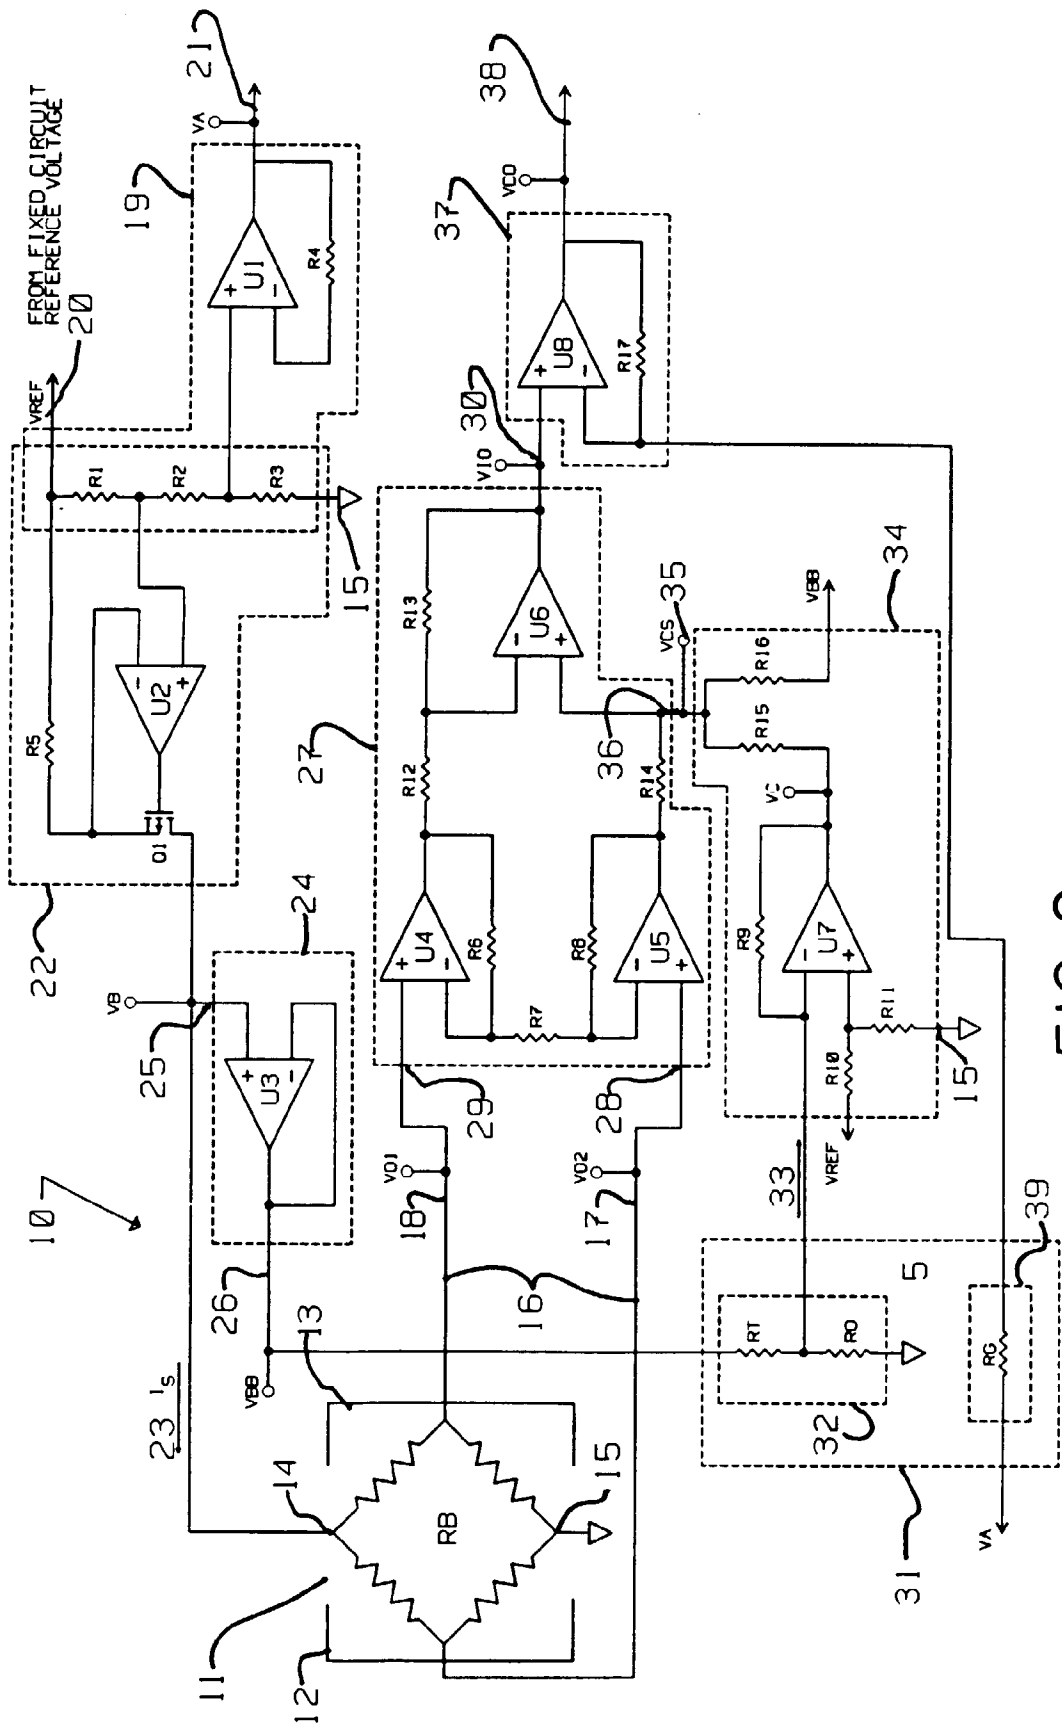 FROM FIXED CIRCUIT
REFERENCE VOLTAGE
VREF
20
19
21
VA
R1
R2
R3
15
U1
+
-
R4
22
R5
U2
-
+
Q1
10
23
IS
VB
25
24
U3
+
-
26
VBB
27
38
37
VCO
U8
+
-
R17
VIO
30
R13
U6
-
+
R12
R14
36
VCS
35
34
VBB
R16
R15
VC
U4
+
-
R6
R7
R8
U5
-
+
29
28
V01
18
V02
17
16
R9
U7
-
+
R10
R11
15
VREF
33
13
14
RB
15
11
12
RT
RO
5
32
39
RG
31
VA